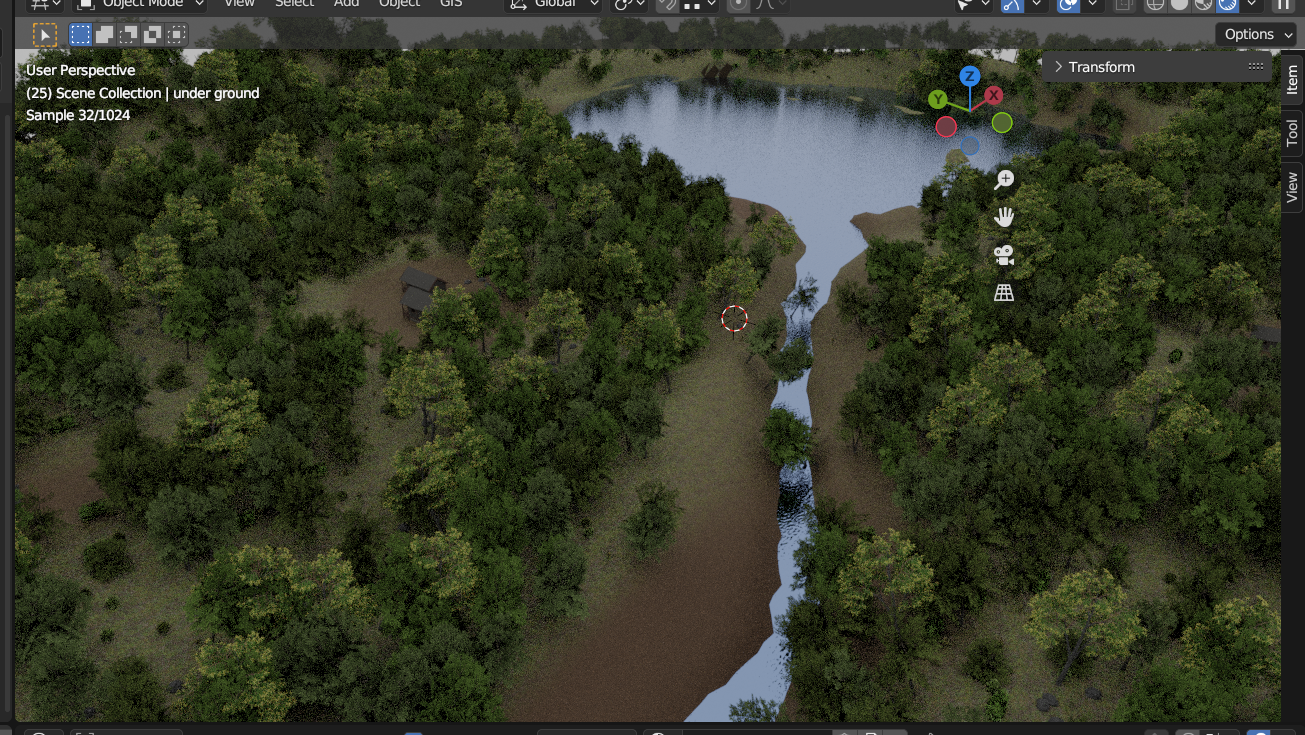 Object Mode View Select Add Object GIS Global
Options
User Perspective
(25) Scene Collection | under ground
Sample 32/1024
Transform
Item
Tool
View
Z
Y
X